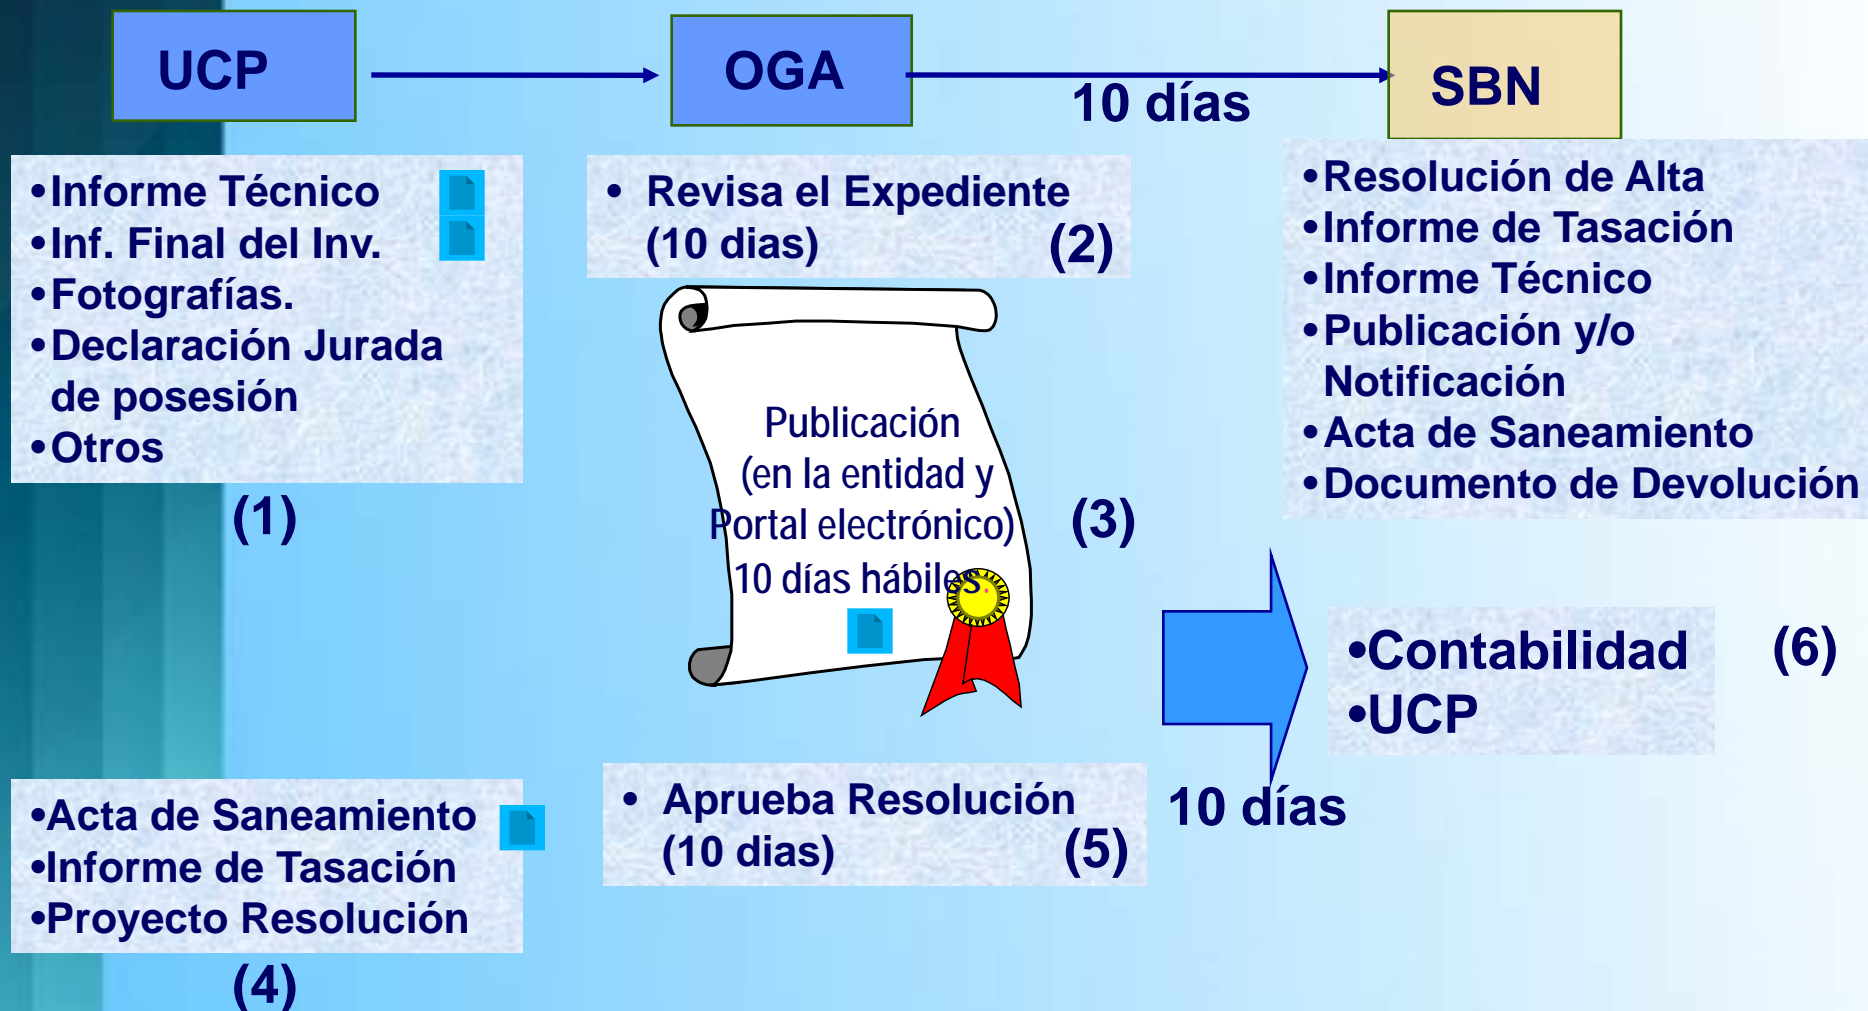 UCP
OGA
10 días
SBN
•Informe Técnico
•Inf. Final del Inv.
•Fotografías.
•Declaración Jurada
de posesión
•Otros
(1)
• Revisa el Expediente
(10 dias)
(2)
Publicación
(en la entidad y
Portal electrónico)
10 días hábiles.
(3)
•Acta de Saneamiento
•Informe de Tasación
•Proyecto Resolución
(4)
• Aprueba Resolución
(10 dias)
(5)
•Resolución de Alta
•Informe de Tasación
•Informe Técnico
•Publicación y/o
Notificación
•Acta de Saneamiento
•Documento de Devolución
10 días
•Contabilidad
•UCP
(6)